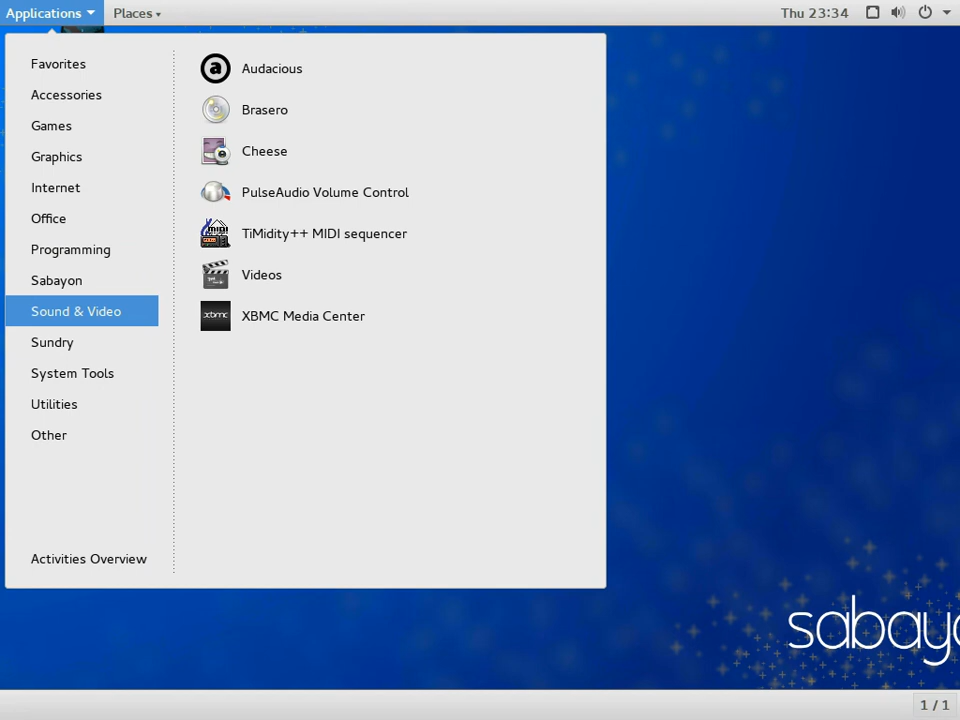 Applications Places Thu 23:34
Favorites
Accessories
Games
Graphics
Internet
Office
Programming
Sabayon
Sound & Video
Sundry
System Tools
Utilities
Other
Activities Overview
Audacious
Brasero
Cheese
PulseAudio Volume Control
TiMidity++ MIDI sequencer
Videos
XBMC Media Center
a
MIDI
xbmc
sabayo
1 / 1